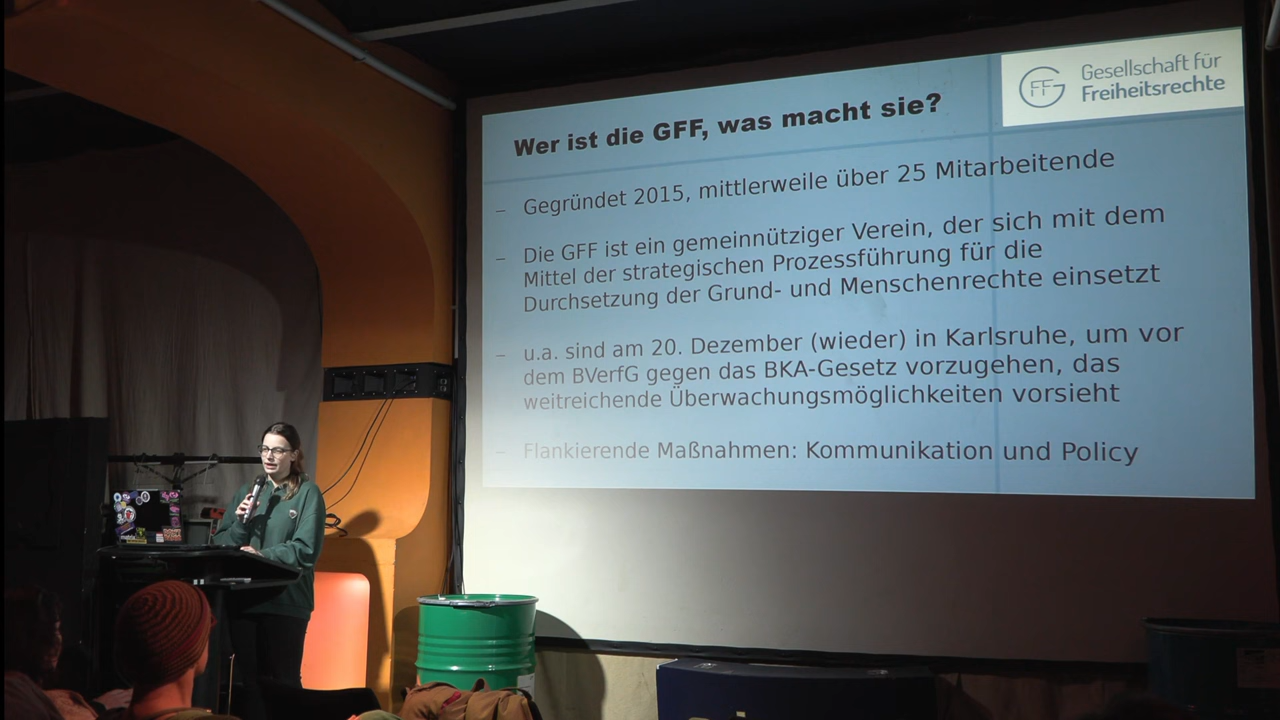 GFF
Gesellschaft für
Freiheitsrechte
Wer ist die GFF, was macht sie?
– Gegründet 2015, mittlerweile über 25 Mitarbeitende
– Die GFF ist ein gemeinnütziger Verein, der sich mit dem
Mittel der strategischen Prozessführung für die
Durchsetzung der Grund- und Menschenrechte einsetzt
– u.a. sind am 20. Dezember (wieder) in Karlsruhe, um vor
dem BVerfG gegen das BKA-Gesetz vorzugehen, das
weitreichende Überwachungsmöglichkeiten vorsieht
– Flankierende Maßnahmen: Kommunikation und Policy